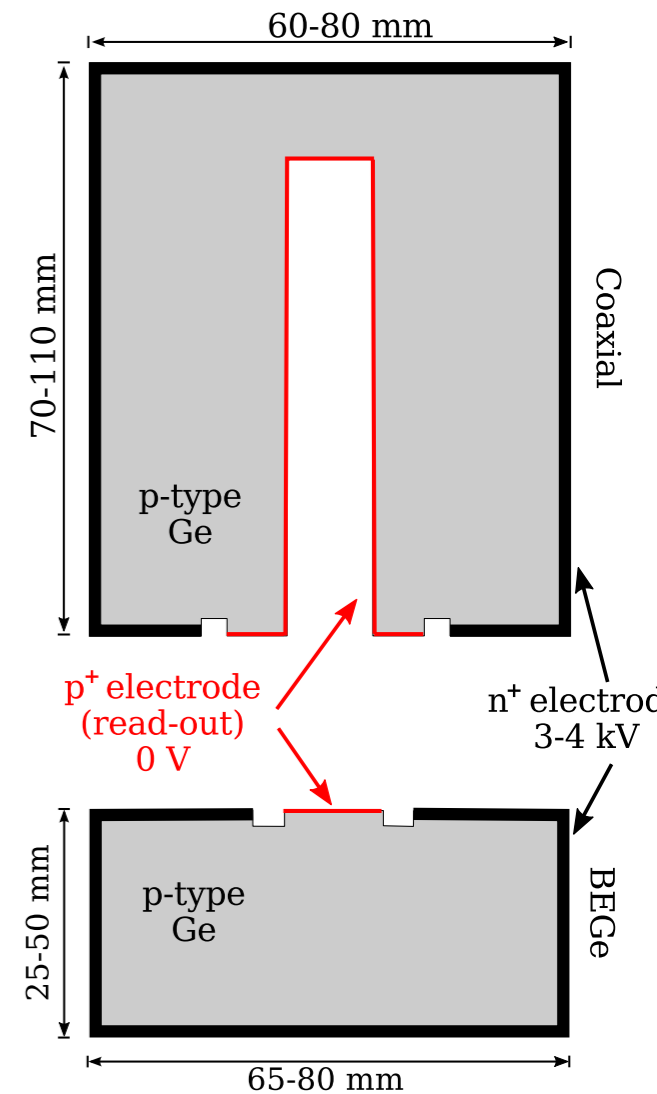 60-80 mm
70-110 mm
Coaxial
p-type
Ge
p+ electrode
(read-out)
0 V
n+ electrod
3-4 kV
25-50 mm
p-type
Ge
BEGe
65-80 mm